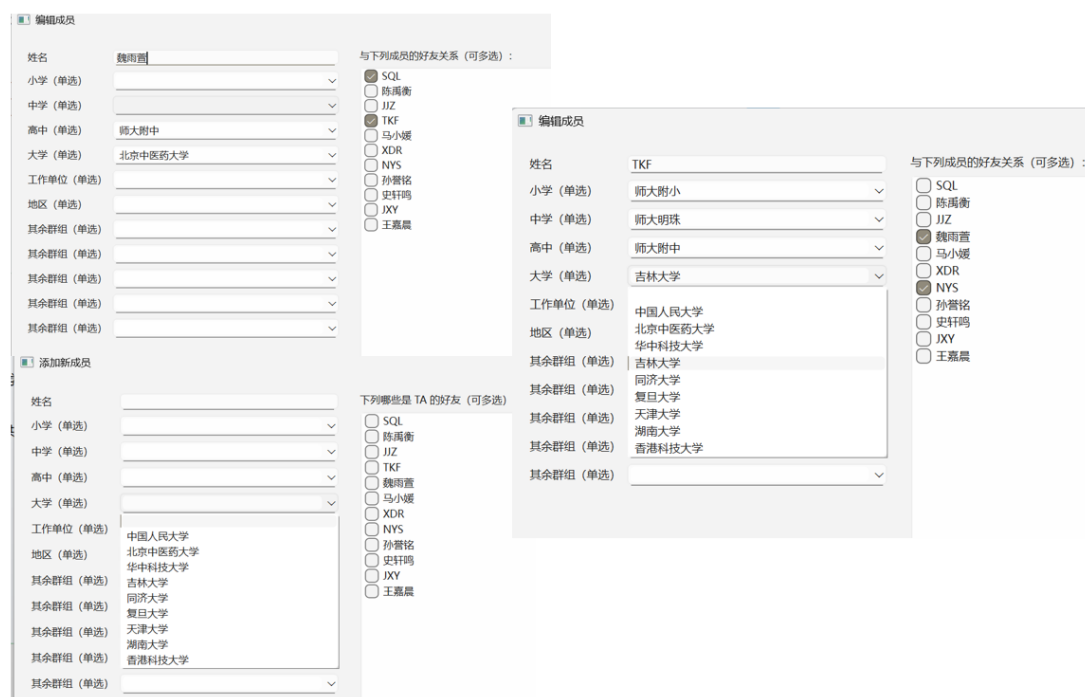 编辑成员
姓名
魏雨萱
小学（单选）
中学（单选）
高中（单选）
师大附中
大学（单选）
北京中医药大学
工作单位（单选）
地区（单选）
其余群组（单选）
其余群组（单选）
其余群组（单选）
其余群组（单选）
其余群组（单选）
与下列成员的好友关系（可多选）：
SQL
陈禹衡
JJZ
TKF
马小媛
XDR
NYS
孙誉铭
史轩鸣
JXY
王嘉晨
编辑成员
姓名
TKF
小学（单选）
师大附小
中学（单选）
师大明珠
高中（单选）
师大附中
大学（单选）
吉林大学
工作单位（单选）
地区（单选）
其余群组（单选）
其余群组（单选）
其余群组（单选）
其余群组（单选）
其余群组（单选）
中国人民大学
北京中医药大学
华中科技大学
吉林大学
同济大学
复旦大学
天津大学
湖南大学
香港科技大学
与下列成员的好友关系（可多选）：
SQL
陈禹衡
JJZ
魏雨萱
马小媛
XDR
NYS
孙誉铭
史轩鸣
JXY
王嘉晨
添加新成员
姓名
小学（单选）
中学（单选）
高中（单选）
大学（单选）
工作单位（单选）
地区（单选）
其余群组（单选）
其余群组（单选）
其余群组（单选）
其余群组（单选）
其余群组（单选）
中国人民大学
北京中医药大学
华中科技大学
吉林大学
同济大学
复旦大学
天津大学
湖南大学
香港科技大学
下列哪些是 TA 的好友（可多选）
SQL
陈禹衡
JJZ
TKF
魏雨萱
马小媛
XDR
NYS
孙誉铭
史轩鸣
JXY
王嘉晨